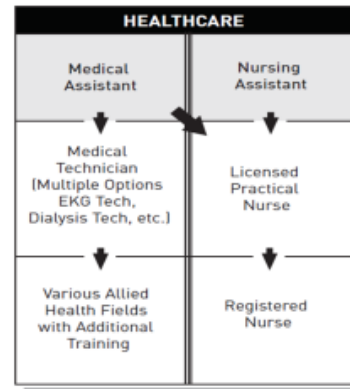 HEALTHCARE
Medical
Assistant
Nursing
Assistant
Medical
Technician
(Multiple Options
EKG Tech,
Dialysis Tech, etc.)
Licensed
Practical
Nurse
Various Allied
Health Fields
with Additional
Training
Registered
Nurse